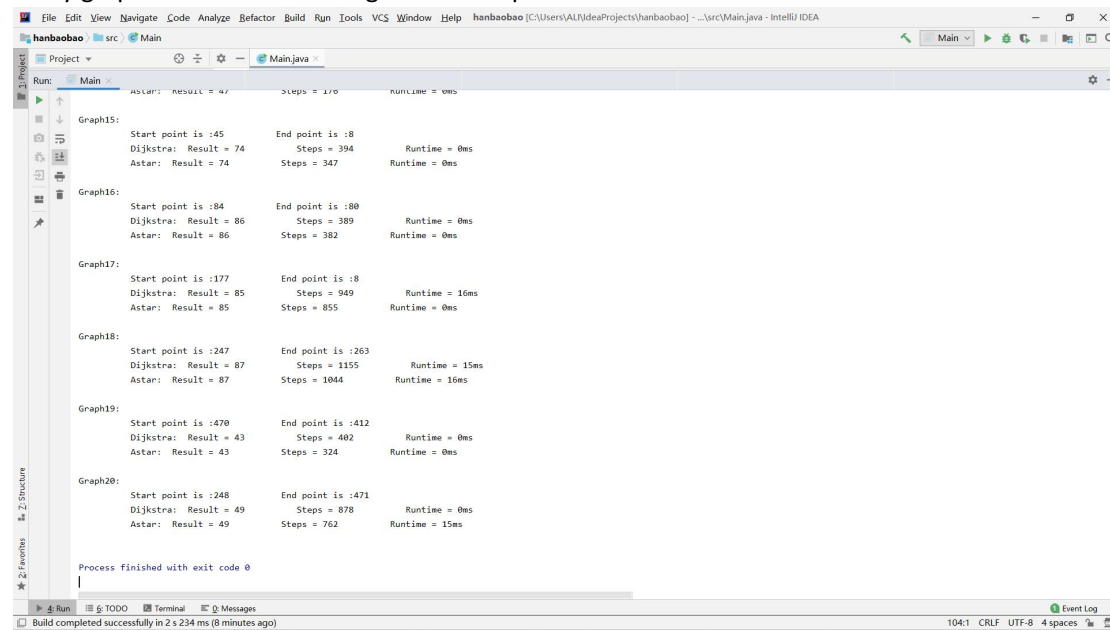 File Edit View Navigate Code Analyze Refactor Build Run Tools VCS Window Help hanbaobao [C:\Users\ALI\IdeaProjects\hanbaobao] - ...\src\Main.java - IntelliJ IDEA
hanbaobao src Main Main
Project Main.java
Run: Main
Astar: Result = 47 Steps = 176 Runtime = 0ms
Graph15:
Start point is :45 End point is :8
Dijkstra: Result = 74 Steps = 394 Runtime = 0ms
Astar: Result = 74 Steps = 347 Runtime = 0ms
Graph16:
Start point is :84 End point is :80
Dijkstra: Result = 86 Steps = 389 Runtime = 0ms
Astar: Result = 86 Steps = 382 Runtime = 0ms
Graph17:
Start point is :177 End point is :8
Dijkstra: Result = 85 Steps = 949 Runtime = 16ms
Astar: Result = 85 Steps = 855 Runtime = 0ms
Graph18:
Start point is :247 End point is :263
Dijkstra: Result = 87 Steps = 1155 Runtime = 15ms
Astar: Result = 87 Steps = 1044 Runtime = 16ms
Graph19:
Start point is :470 End point is :412
Dijkstra: Result = 43 Steps = 402 Runtime = 0ms
Astar: Result = 43 Steps = 324 Runtime = 0ms
Graph20:
Start point is :248 End point is :471
Dijkstra: Result = 49 Steps = 878 Runtime = 0ms
Astar: Result = 49 Steps = 762 Runtime = 15ms
Process finished with exit code 0
1: Project
Z: Structure
2: Favorites
4: Run 6: TODO Terminal 0: Messages 1 Event Log
Build completed successfully in 2 s 234 ms (8 minutes ago) 104:1 CRLF UTF-8 4 spaces